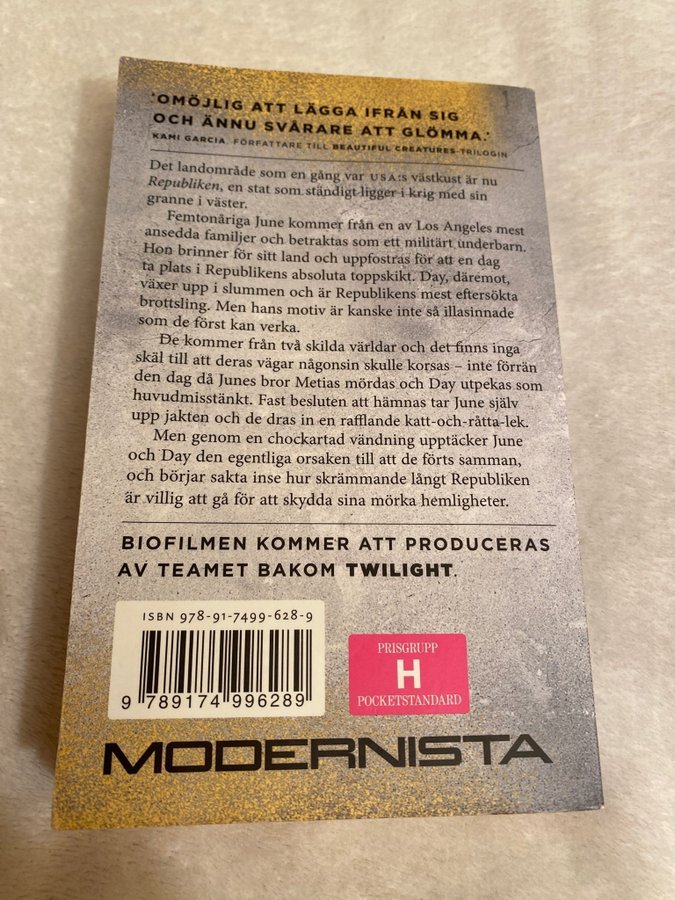 'OMÖJLIG ATT LÄGGA IFRÅN SIG
OCH ÄNNU SVÅRARE ATT GLÖMMA.'
KAMI GARCIA, FÖRFATTARE TILL BEAUTIFUL CREATURES-TRILOGIN
Det landområde som en gång var USA:s västkust är nu
Republiken, en stat som ständigt ligger i krig med sin
granne i väster.
Femtonåriga June kommer från en av Los Angeles mest
ansedda familjer och betraktas som ett militärt underbarn.
Hon brinner för sitt land och uppfostras för att en dag
ta plats i Republikens absoluta toppskikt. Day, däremot,
växer upp i slummen och är Republikens mest eftersökta
brottsling. Men hans motiv är kanske inte så illasinnade
som de först kan verka.
De kommer från två skilda världar och det finns inga
skäl till att deras vägar någonsin skulle korsas – inte förrän
den dag då Junes bror Metias mördas och Day utpekas som
huvudmisstänkt. Fast besluten att hämnas tar June själv
upp jakten och de dras in en rafflande katt-och-råtta-lek.
Men genom en chockartad vändning upptäcker June
och Day den egentliga orsaken till att de förts samman,
och börjar sakta inse hur skrämmande långt Republiken
är villig att gå för att skydda sina mörka hemligheter.
BIOFILMEN KOMMER ATT PRODUCERAS
AV TEAMET BAKOM TWILIGHT.
ISBN 978-91-7499-628-9
9 789174 996289
PRISGRUPP
H
POCKETSTANDARD
MODERNISTA